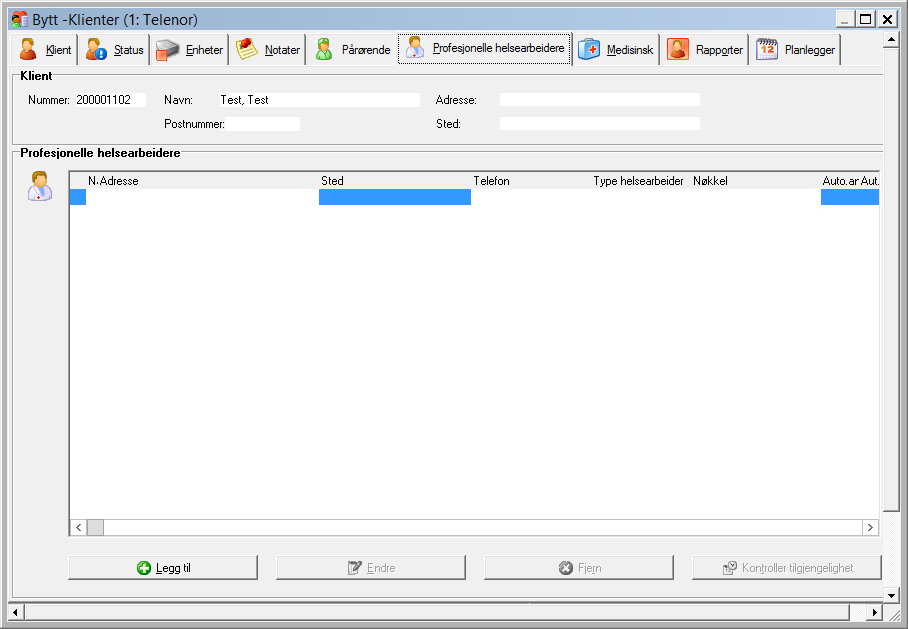 Bytt -Klienter (1: Telenor)
Klient Status Enheter Notater Pårørende Profesjonelle helsearbeidere Medisinsk Rapporter 12 Planlegger
Klient
Nummer: 200001102 Navn: Test, Test Adresse:
Postnummer: Sted:
Profesjonelle helsearbeidere
N. Adresse Sted Telefon Type helsearbeider Nøkkel Auto.ar Aut.
Legg til Endre Fjern Kontroller tilgjengelighet